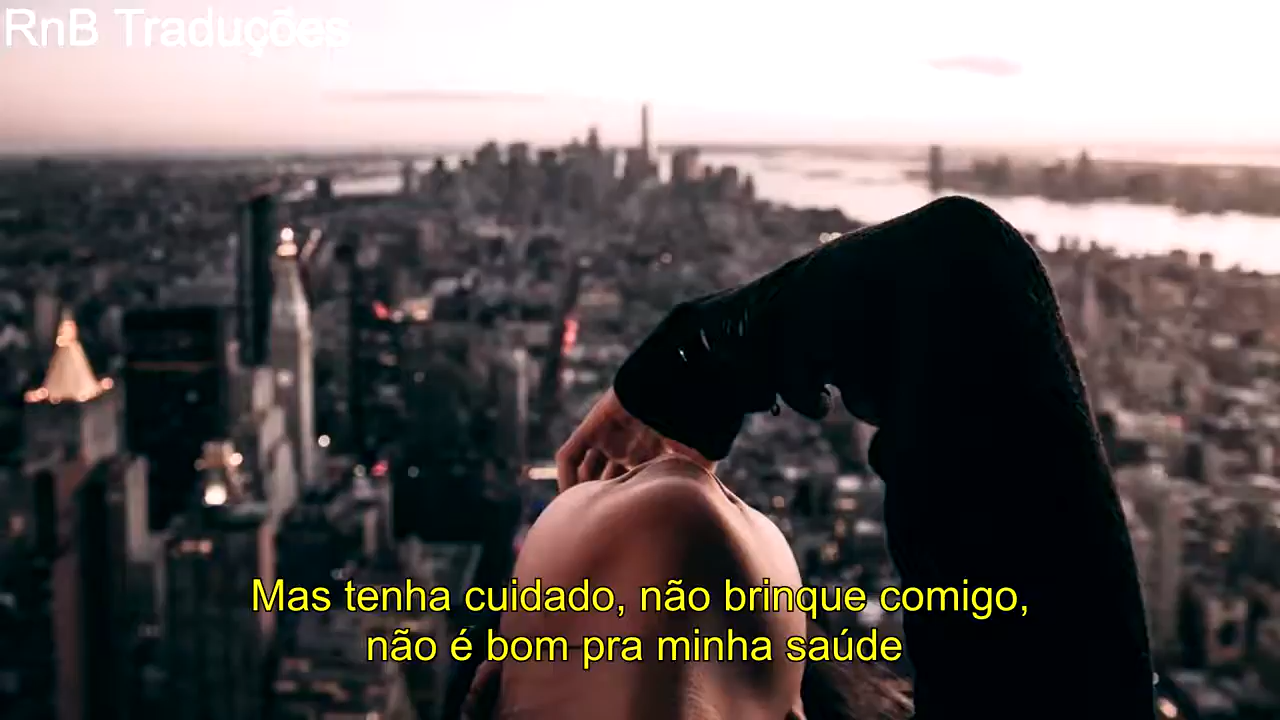 RnB Traduções
Mas tenha cuidado, não brinque comigo,
não é bom pra minha saúde